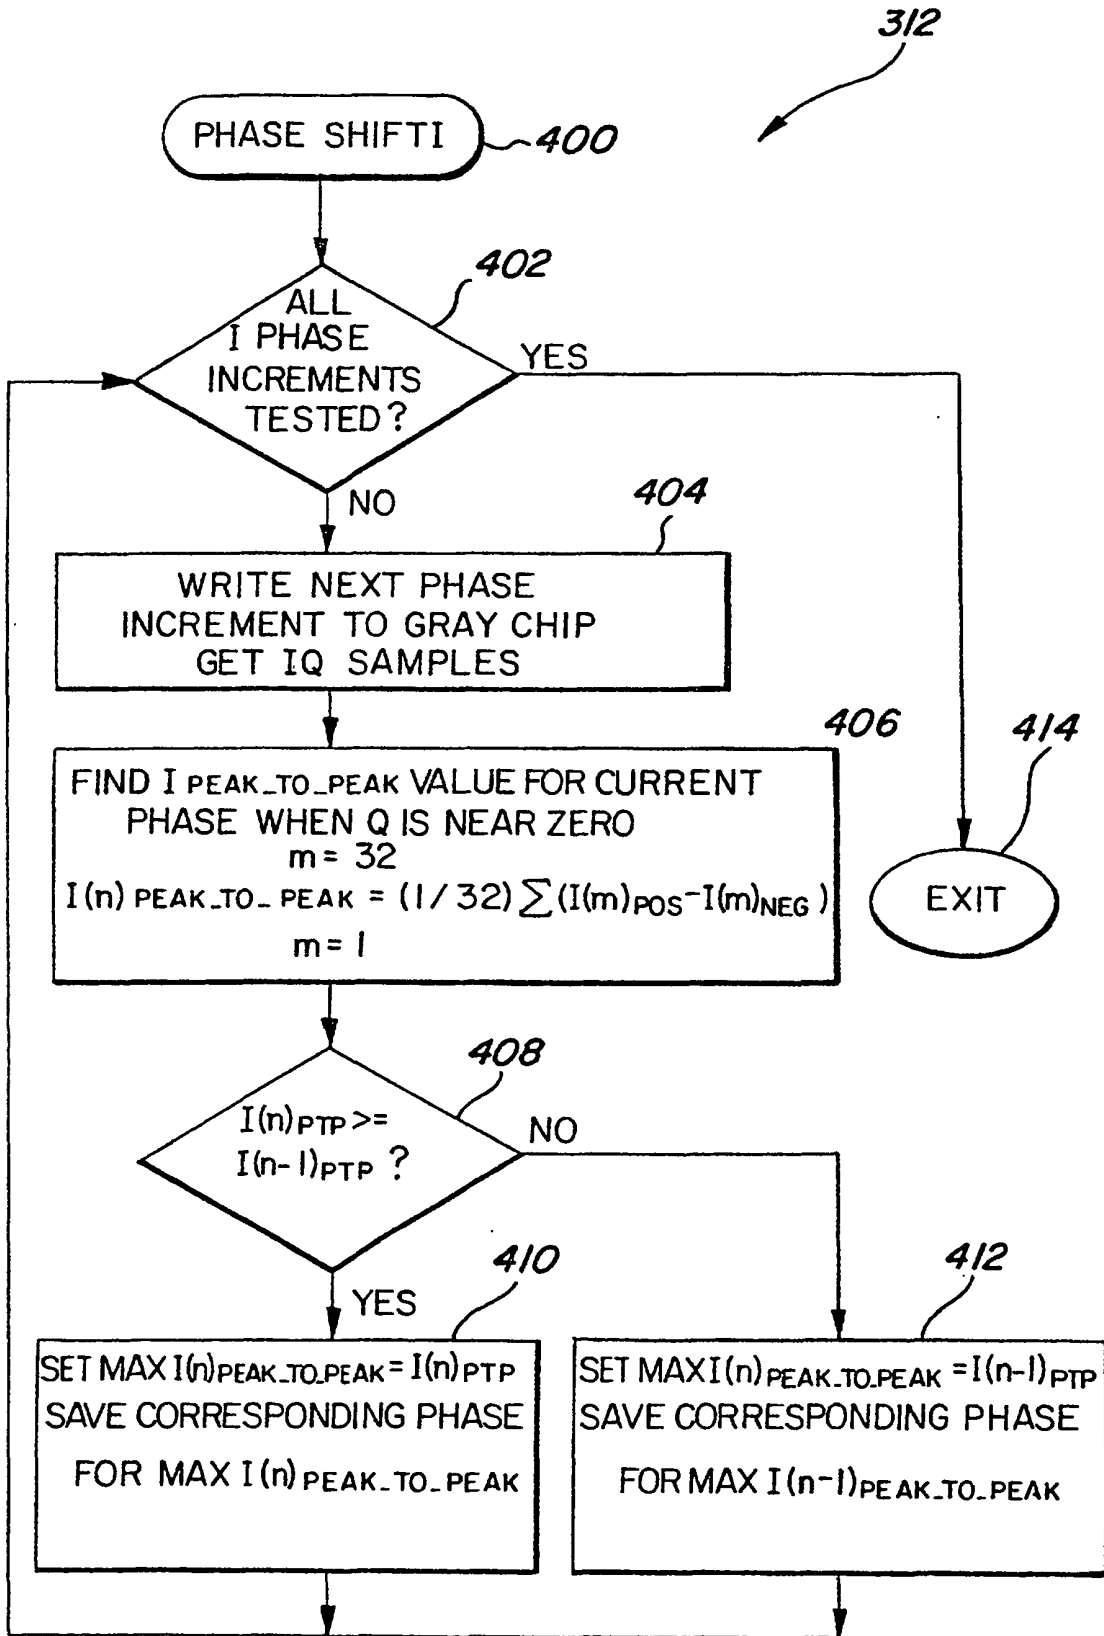 312
PHASE SHIFTI
400
402
ALL
I PHASE
INCREMENTS
TESTED?
YES
NO
404
WRITE NEXT PHASE
INCREMENT TO GRAY CHIP
GET IQ SAMPLES
406
FIND I PEAK_TO_PEAK VALUE FOR CURRENT
PHASE WHEN Q IS NEAR ZERO
m = 32
I(n) PEAK_TO_PEAK = (1/32) ∑(I(m)POS-I(m)NEG)
m = 1
414
EXIT
408
I(n)PTP >=
I(n-1)PTP ?
NO
YES
410
SET MAX I(n)PEAK_TO_PEAK = I(n)PTP
SAVE CORRESPONDING PHASE
FOR MAX I(n)PEAK_TO_PEAK
412
SET MAX I(n)PEAK_TO_PEAK = I(n-1)PTP
SAVE CORRESPONDING PHASE
FOR MAX I(n-1)PEAK_TO_PEAK